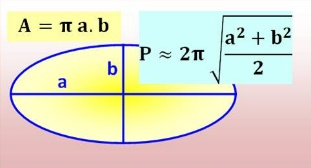 A = π a.b
P ≈ 2π √((a² + b²)/2)
b
a